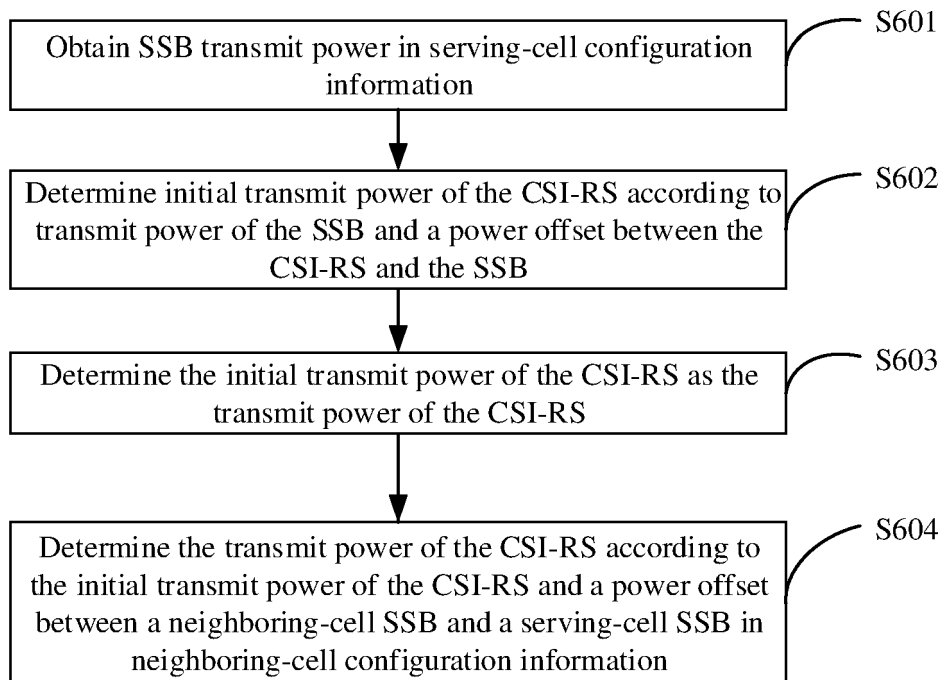 S601
Obtain SSB transmit power in serving-cell configuration
information
S602
Determine initial transmit power of the CSI-RS according to
transmit power of the SSB and a power offset between the
CSI-RS and the SSB
S603
Determine the initial transmit power of the CSI-RS as the
transmit power of the CSI-RS
S604
Determine the transmit power of the CSI-RS according to
the initial transmit power of the CSI-RS and a power offset
between a neighboring-cell SSB and a serving-cell SSB in
neighboring-cell configuration information